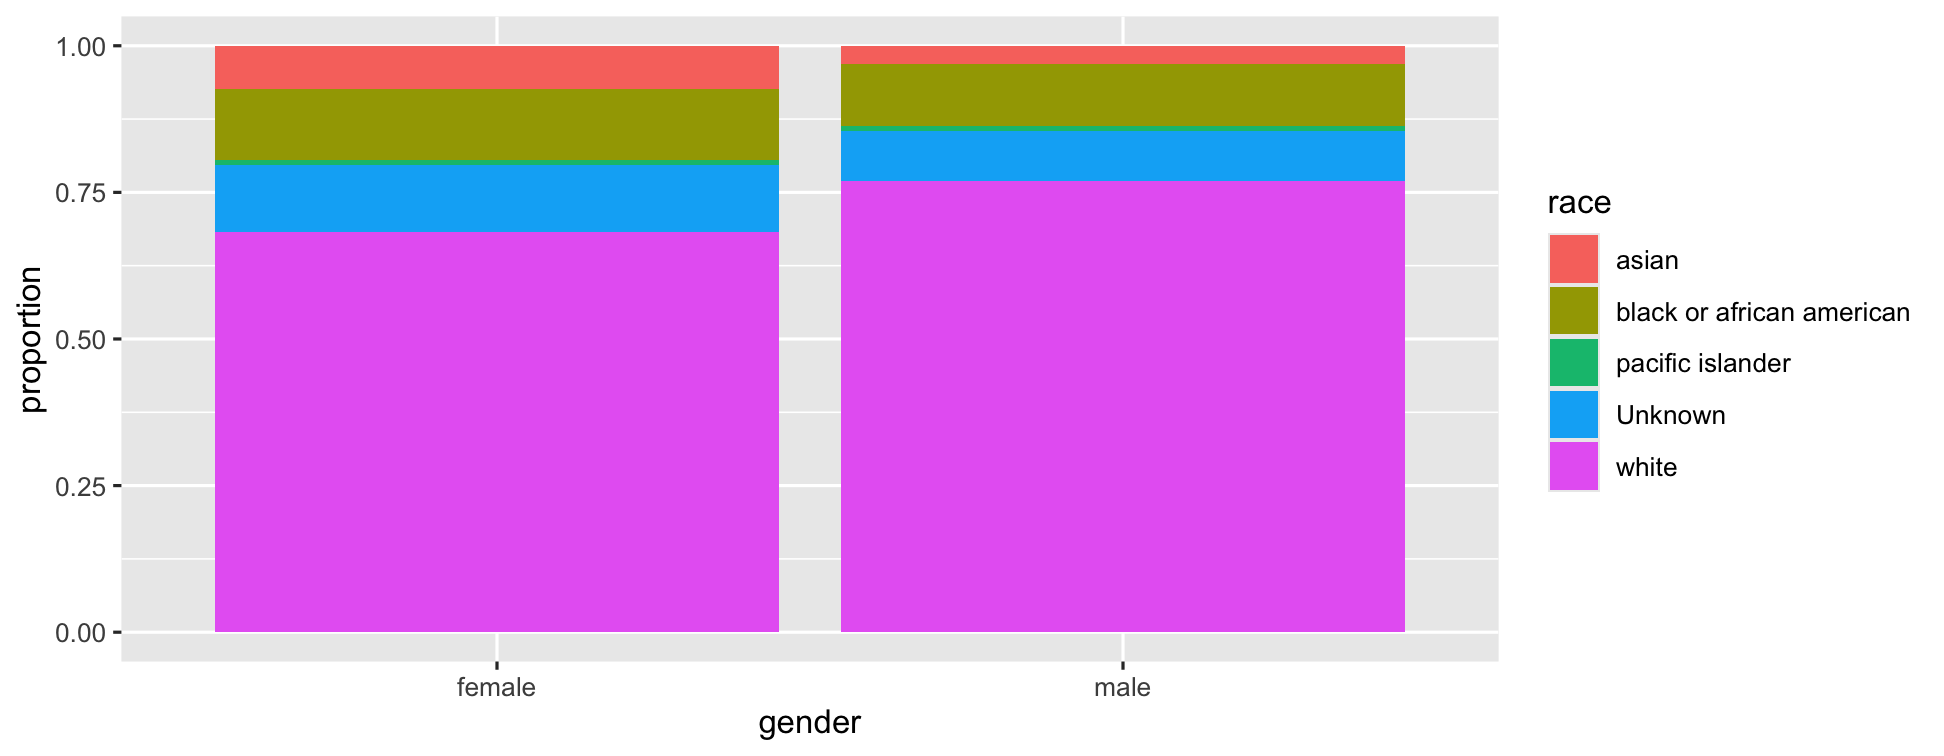 1.00
0.75
0.50
0.25
0.00
proportion
female
male
gender
race
asian
black or african american
pacific islander
Unknown
white